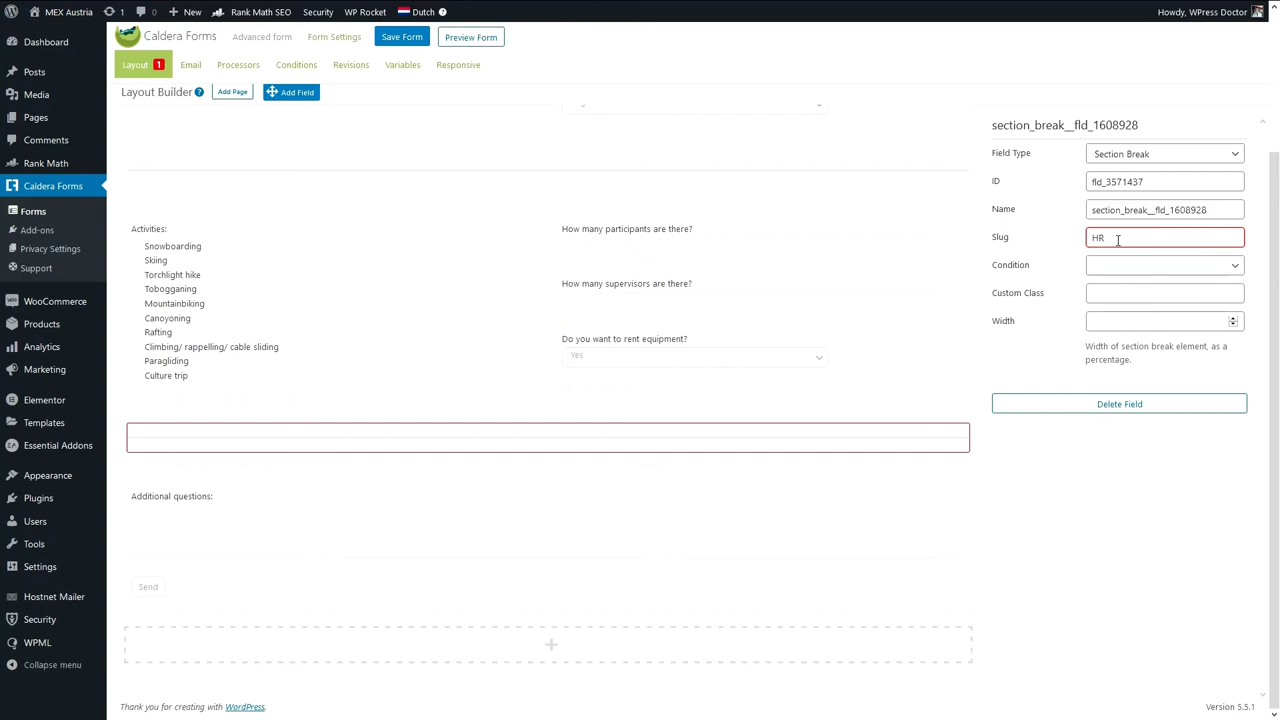 MEX Austria 1 New Rank Math SEO Security WP Rocket Dutch Howdy, WPress Doctor
Dashboard
Posts
Media
Pages
Comments
Rank Math
Caldera Forms
Forms
Add-ons
Privacy Settings
Support
WooCommerce
Products
Analytics
Marketing
Elementor
Templates
Essential Addons
Appearance
Plugins
Users
Tools
Settings
Hostnet Mailer
Security
WPML
Collapse menu
Caldera Forms Advanced form Form Settings Save Form Preview Form
Layout 1 Email Processors Conditions Revisions Variables Responsive
Layout Builder ? Add Page Add Field
Activities:
Snowboarding
Skiing
Torchlight hike
Tobogganing
Mountainbiking
Canoyoning
Rafting
Climbing/ rappelling/ cable sliding
Paragliding
Culture trip
How many participants are there?
How many supervisors are there?
Do you want to rent equipment?
Yes
Additional questions:
Send
+
section_break__fld_1608928
Field Type Section Break
ID fld_3571437
Name section_break__fld_1608928
Slug HR
Condition
Custom Class
Width
Width of section break element, as a
percentage.
Delete Field
Thank you for creating with WordPress. Version 5.5.1